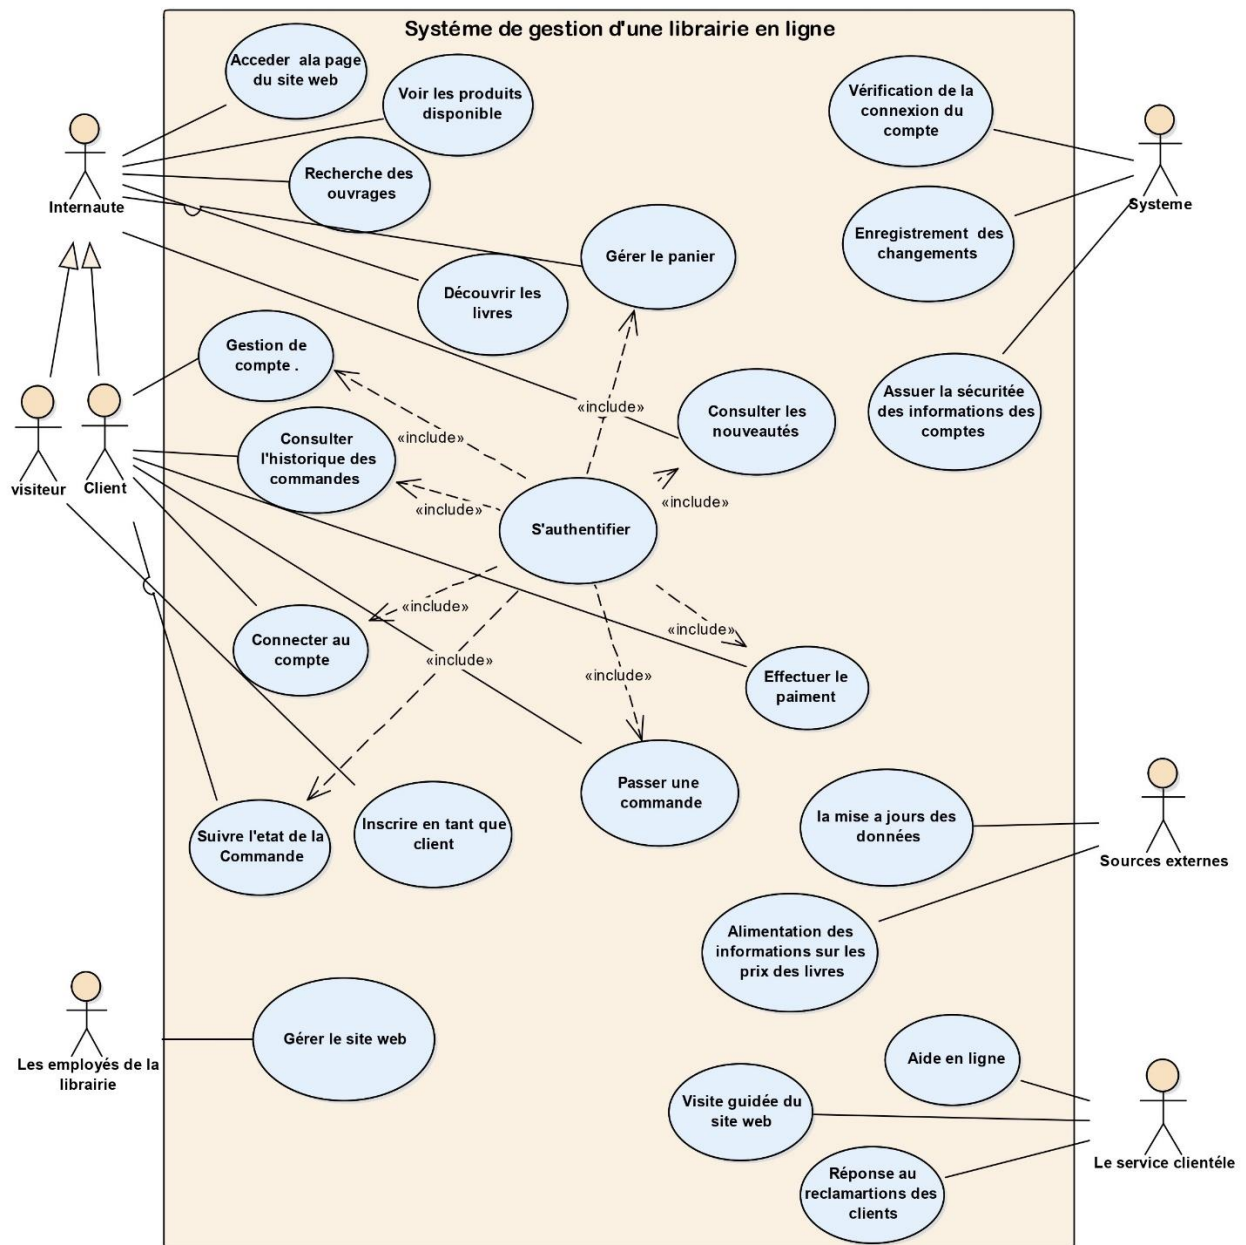 Systéme de gestion d'une librairie en ligne
Acceder ala page
du site web
Voir les produits
disponible
Recherche des
ouvrages
Internaute
Gérer le panier
Découvrir les
livres
Vérification de la
connexion du
compte
Systeme
Enregistrement des
changements
Assuer la sécuritée
des informations des
comptes
Gestion de
compte .
Consulter
l'historique des
commandes
Consulter les
nouveautés
visiteur
Client
«include»
«include»
«include»
«include»
S'authentifier
«include»
«include»
«include»
«include»
Connecter au
compte
Effectuer le
paiment
Passer une
commande
Suivre l'etat de la
Commande
Inscrire en tant que
client
la mise a jours des
données
Sources externes
Alimentation des
informations sur les
prix des livres
Les employés de la
librairie
Gérer le site web
Aide en ligne
Visite guidée du
site web
Le service clientéle
Réponse au
reclamartions des
clients